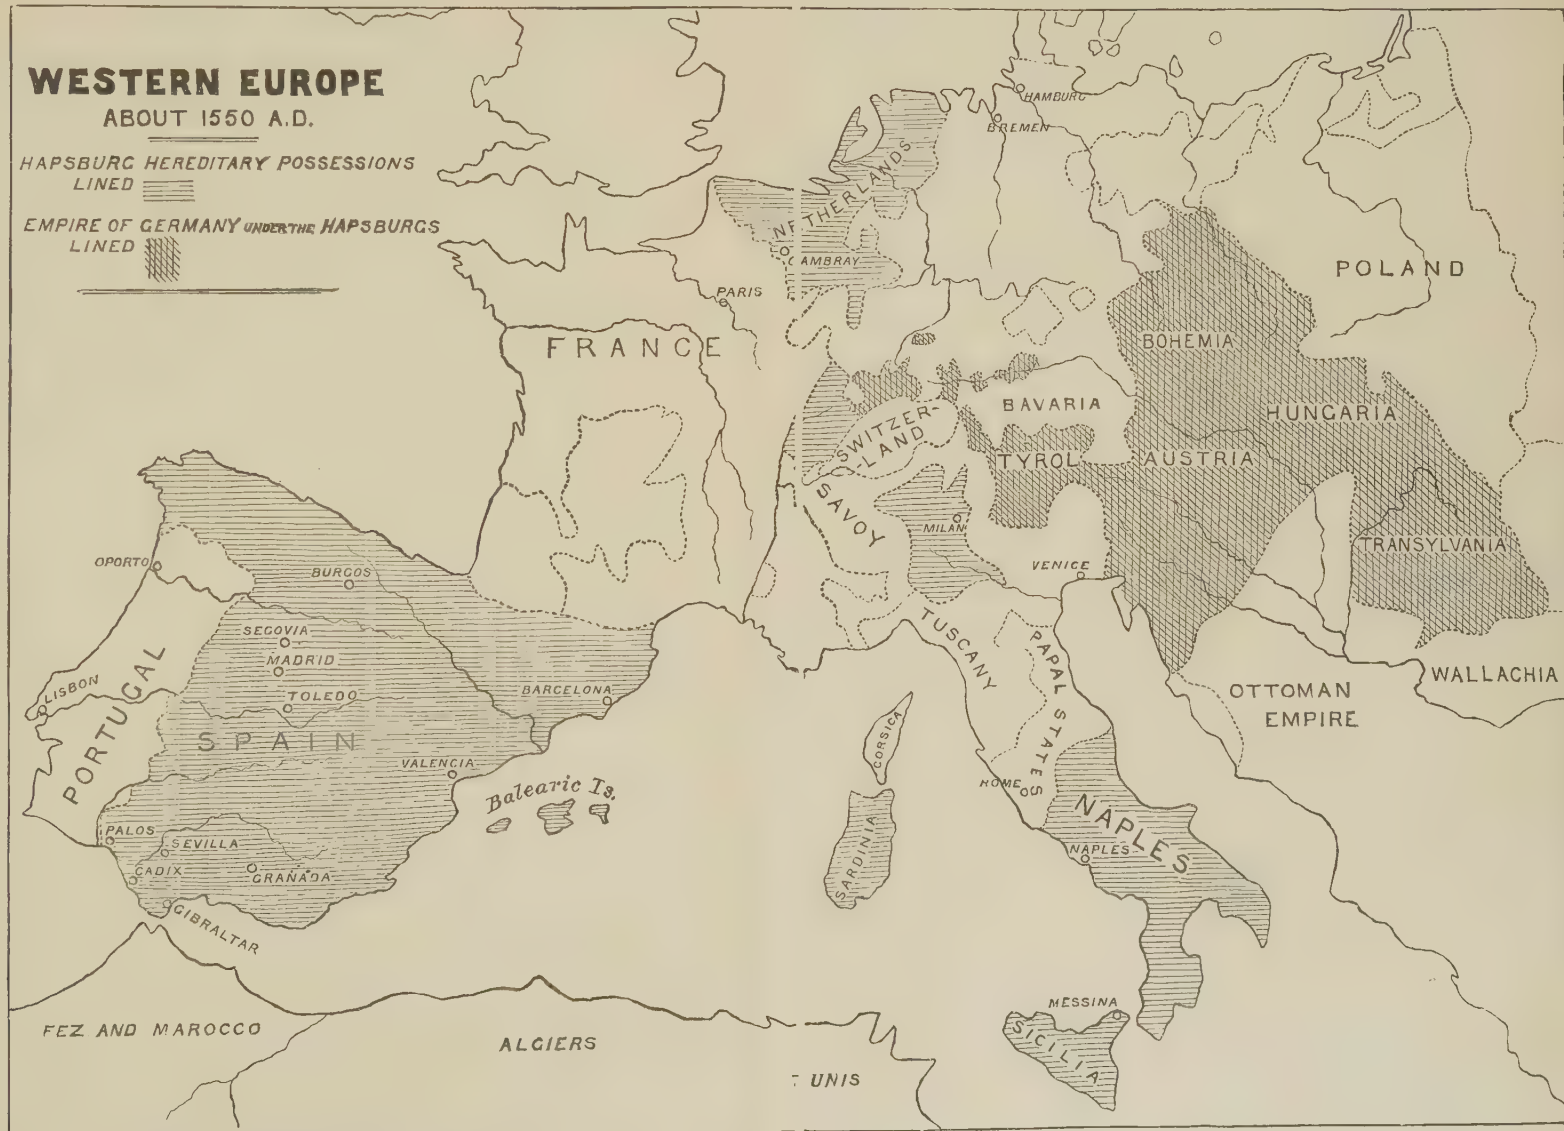 WESTERN EUROPE
ABOUT 1550 A.D.
HAPSBURG HEREDITARY POSSESSIONS
LINED
EMPIRE OF GERMANY UNDER THE HAPSBURGS
LINED
HAMBURG
BREMEN
NETHERLANDS
CAMBRAY
PARIS
FRANCE
POLAND
BOHEMIA
BAVARIA
HUNGARIA
SWITZER-
LAND
TYROL
AUSTRIA
SAVOY
MILAN
TRANSYLVANIA
VENICE
OPORTO
BURGOS
SEGOVIA
MADRID
TOLEDO
BARCELONA
LISBON
PORTUGAL
SPAIN
VALENCIA
Balearic Is.
PALOS
SEVILLA
CADIX
GRANADA
GIBRALTAR
TUSCANY
PAPAL STATES
WALLACHIA
OTTOMAN
EMPIRE
CORSICA
ROME
SARDINIA
NAPLES
NAPLES
MESSINA
SICILIA
FEZ AND MAROCCO
ALGIERS
TUNIS